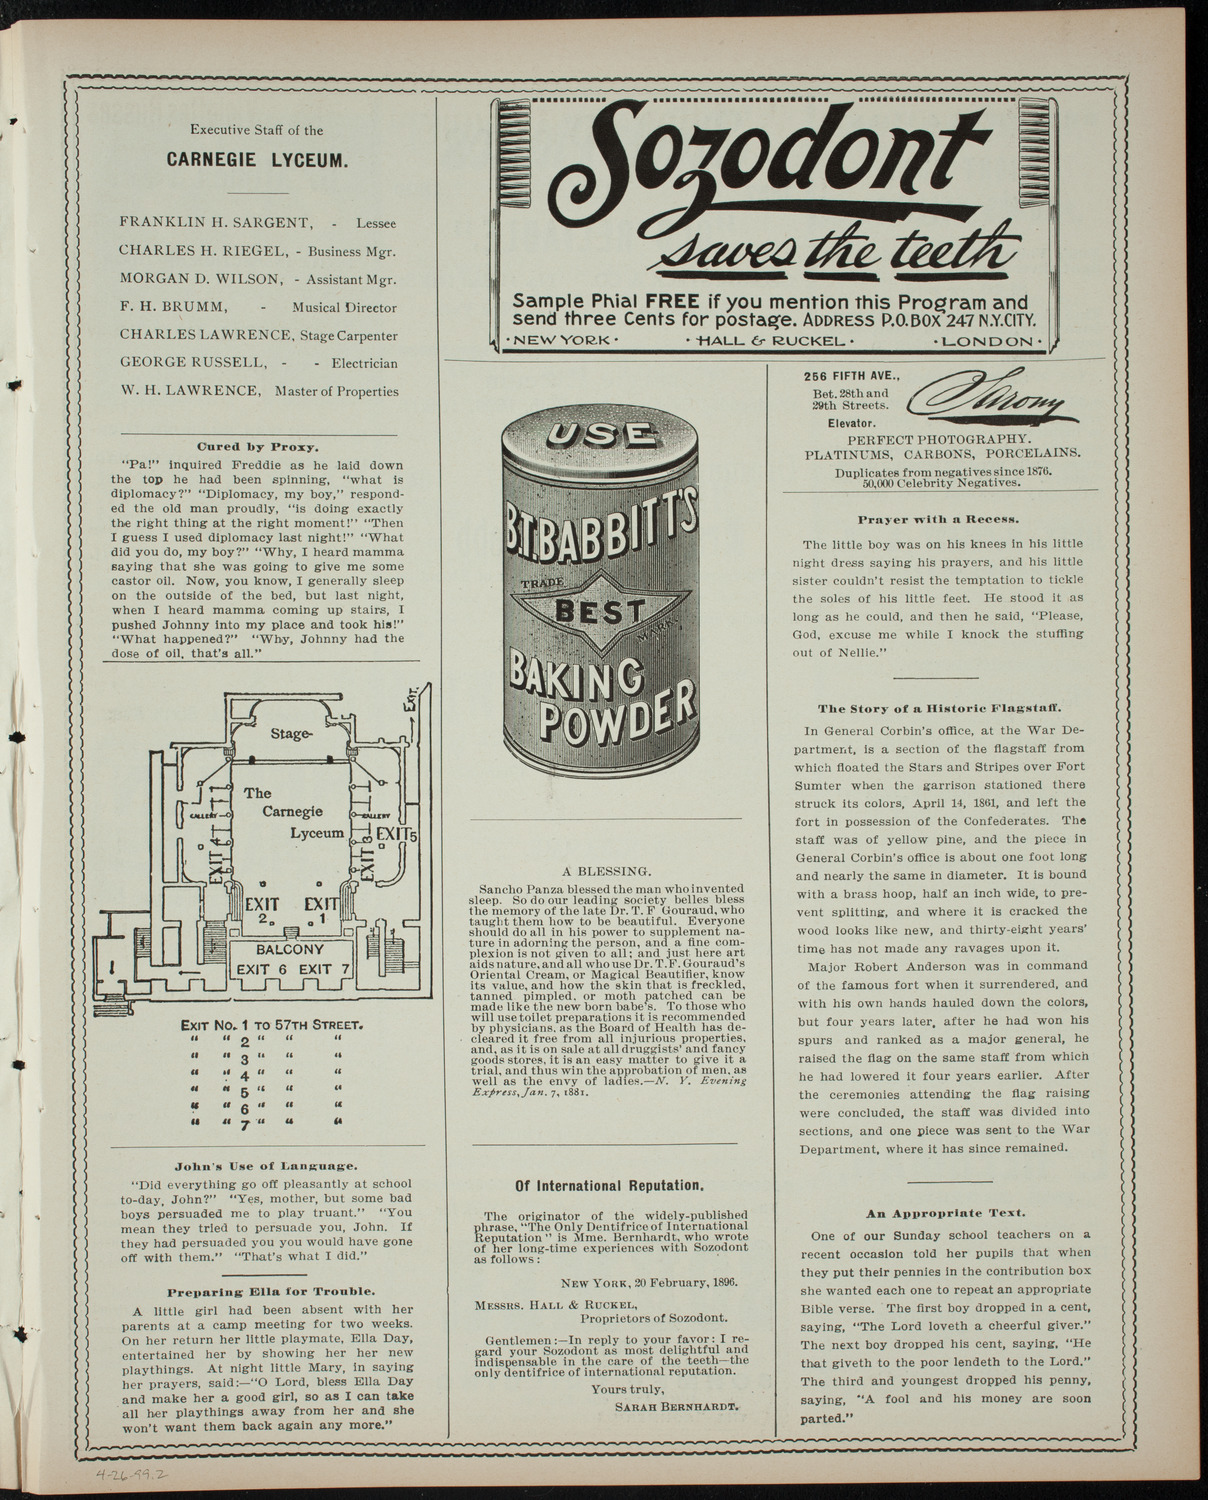 Executive Staff of the
CARNEGIE LYCEUM.
FRANKLIN H. SARGENT, - Lessee
CHARLES H. RIEGEL, - Business Mgr.
MORGAN D. WILSON, - Assistant Mgr.
F. H. BRUMM, - Musical Director
CHARLES LAWRENCE, Stage Carpenter
GEORGE RUSSELL, - - Electrician
W. H. LAWRENCE, Master of Properties
Cured by Proxy.
"Pa!" inquired Freddie as he laid down
the top he had been spinning, "what is
diplomacy?" "Diplomacy, my boy," respond-
ed the old man proudly, "is doing exactly
the right thing at the right moment!" "Then
I guess I used diplomacy last night!" "What
did you do, my boy?" "Why, I heard mamma
saying that she was going to give me some
castor oil. Now, you know, I generally sleep
on the outside of the bed, but last night,
when I heard mamma coming up stairs, I
pushed Johnny into my place and took his!"
"What happened?" "Why, Johnny had the
dose of oil, that's all."
EXIT.
Stage-
The
Carnegie
Lyceum
GALLERY
GALLERY
EXIT 4
EXIT 3
EXIT 5
EXIT EXIT
2. 1
BALCONY
EXIT 6 EXIT 7
EXIT NO. 1 TO 57TH STREET.
" " 2 " " "
" " 3 " " "
" " 4 " " "
" " 5 " " "
" " 6 " " "
" " 7 " " "
John's Use of Language.
"Did everything go off pleasantly at school
to-day, John?" "Yes, mother, but some bad
boys persuaded me to play truant." "You
mean they tried to persuade you, John. If
they had persuaded you you would have gone
off with them." "That's what I did."
Preparing Ella for Trouble.
A little girl had been absent with her
parents at a camp meeting for two weeks.
On her return her little playmate, Ella Day,
entertained her by showing her her new
playthings. At night little Mary, in saying
her prayers, said:—"O Lord, bless Ella Day
and make her a good girl, so as I can take
all her playthings away from her and she
won't want them back again any more."
Sozodont
saves the teeth
Sample Phial FREE if you mention this Program and
send three Cents for postage. ADDRESS P.O. BOX 247 N.Y. CITY.
· NEW YORK · · HALL & RUCKEL · · LONDON ·
USE
B.T. BABBITT'S
TRADE
BEST
MARK
BAKING
POWDER
A BLESSING.
Sancho Panza blessed the man who invented
sleep. So do our leading society belles bless
the memory of the late Dr. T. F Gouraud, who
taught them how to be beautiful. Everyone
should do all in his power to supplement na-
ture in adorning the person, and a fine com-
plexion is not given to all; and just here art
aids nature, and all who use Dr. T. F. Gouraud's
Oriental Cream, or Magical Beautifier, know
its value, and how the skin that is freckled,
tanned pimpled, or moth patched can be
made like the new born babe's. To those who
will use toilet preparations it is recommended
by physicians, as the Board of Health has de-
cleared it free from all injurious properties,
and, as it is on sale at all druggists' and fancy
goods stores, it is an easy matter to give it a
trial, and thus win the approbation of men, as
well as the envy of ladies.—N. Y. Evening
Express, Jan. 7, 1881.
Of International Reputation.
The originator of the widely-published
phrase, "The Only Dentifrice of International
Reputation" is Mme. Bernhardt, who wrote
of her long-time experiences with Sozodont
as follows:
NEW YORK, 20 February, 1896.
MESSRS. HALL & RUCKEL,
Proprietors of Sozodont.
Gentlemen:—In reply to your favor: I re-
gard your Sozodont as most delightful and
indispensable in the care of the teeth—the
only dentifrice of international reputation.
Yours truly,
SARAH BERNHARDT.
256 FIFTH AVE.,
Bet. 28th and
29th Streets.
Elevator.
Sarony
PERFECT PHOTOGRAPHY.
PLATINUMS, CARBONS, PORCELAINS.
Duplicates from negatives since 1876.
50,000 Celebrity Negatives.
Prayer with a Recess.
The little boy was on his knees in his little
night dress saying his prayers, and his little
sister couldn't resist the temptation to tickle
the soles of his little feet. He stood it as
long as he could, and then he said, "Please,
God, excuse me while I knock the stuffing
out of Nellie."
The Story of a Historic Flagstaff.
In General Corbin's office, at the War De-
partment, is a section of the flagstaff from
which floated the Stars and Stripes over Fort
Sumter when the garrison stationed there
struck its colors, April 14, 1861, and left the
fort in possession of the Confederates. The
staff was of yellow pine, and the piece in
General Corbin's office is about one foot long
and nearly the same in diameter. It is bound
with a brass hoop, half an inch wide, to pre-
vent splitting, and where it is cracked the
wood looks like new, and thirty-eight years'
time has not made any ravages upon it.
Major Robert Anderson was in command
of the famous fort when it surrendered, and
with his own hands hauled down the colors,
but four years later, after he had won his
spurs and ranked as a major general, he
raised the flag on the same staff from which
he had lowered it four years earlier. After
the ceremonies attending the flag raising
were concluded, the staff was divided into
sections, and one piece was sent to the War
Department, where it has since remained.
An Appropriate Text.
One of our Sunday school teachers on a
recent occasion told her pupils that when
they put their pennies in the contribution box
she wanted each one to repeat an appropriate
Bible verse. The first boy dropped in a cent,
saying, "The Lord loveth a cheerful giver."
The next boy dropped his cent, saying, "He
that giveth to the poor lendeth to the Lord."
The third and youngest dropped his penny,
saying, "A fool and his money are soon
parted."
4-26-99.2